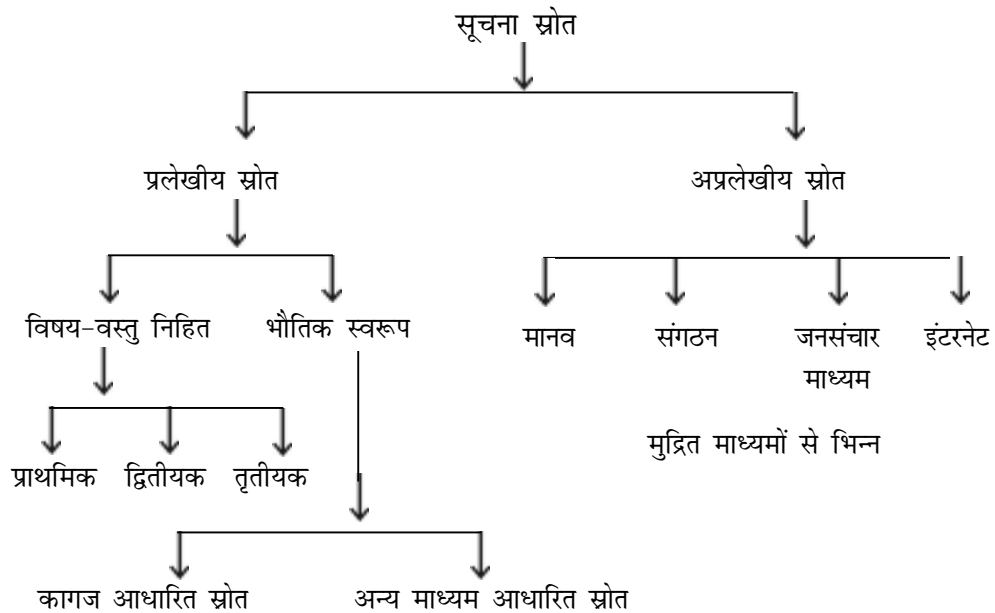 सूचना स्रोत
प्रलेखीय स्रोत
अप्रलेखीय स्रोत
विषय-वस्तु निहित
भौतिक स्वरूप
मानव
संगठन
जनसंचार
माध्यम
इंटरनेट
मुद्रित माध्यमों से भिन्न
प्राथमिक
द्वितीयक
तृतीयक
कागज आधारित स्रोत
अन्य माध्यम आधारित स्रोत